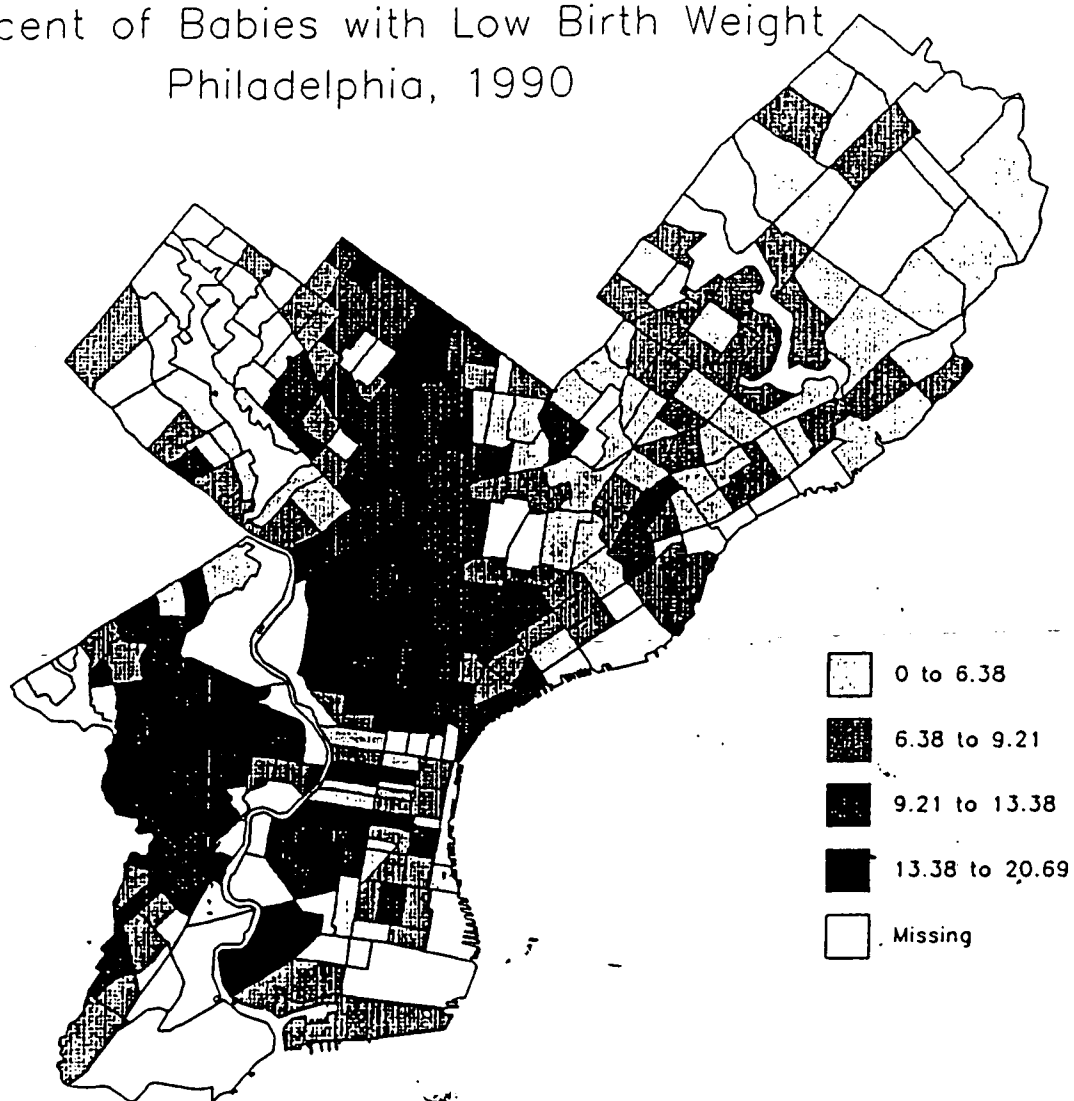 cent of Babies with Low Birth Weight
Philadelphia, 1990
0 to 6.38
6.38 to 9.21
9.21 to 13.38
13.38 to 20.69
Missing